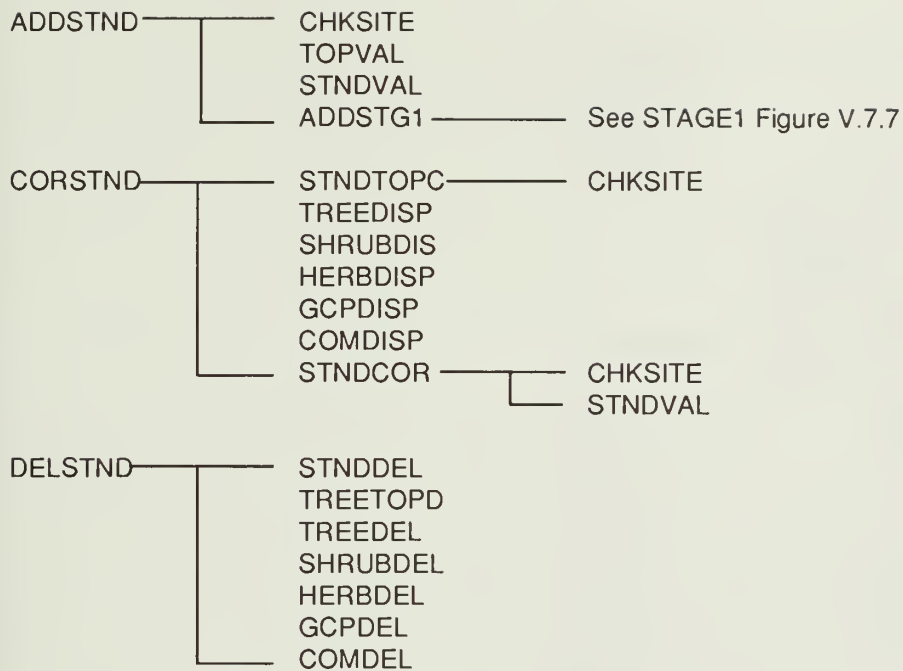 ADDSTND CHKSITE
TOPVAL
STNDVAL
ADDSTG1 See STAGE1 Figure V.7.7
CORSTND STNDTOPC CHKSITE
TREEDISP
SHRUBDIS
HERBDISP
GCPDISP
COMDISP
STNDCOR CHKSITE
STNDVAL
DELSTND STNDDEL
TREETOPD
TREEDEL
SHRUBDEL
HERBDEL
GCPDEL
COMDEL